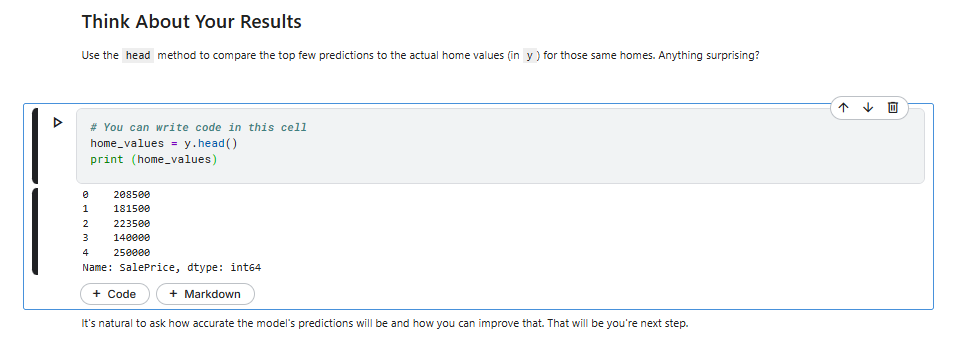 Think About Your Results
Use the head method to compare the top few predictions to the actual home values (in y ) for those same homes. Anything surprising?
# You can write code in this cell
home_values = y.head()
print (home_values)
0    208500
1    181500
2    223500
3    140000
4    250000
Name: SalePrice, dtype: int64
+ Code
+ Markdown
It's natural to ask how accurate the model's predictions will be and how you can improve that. That will be you're next step.